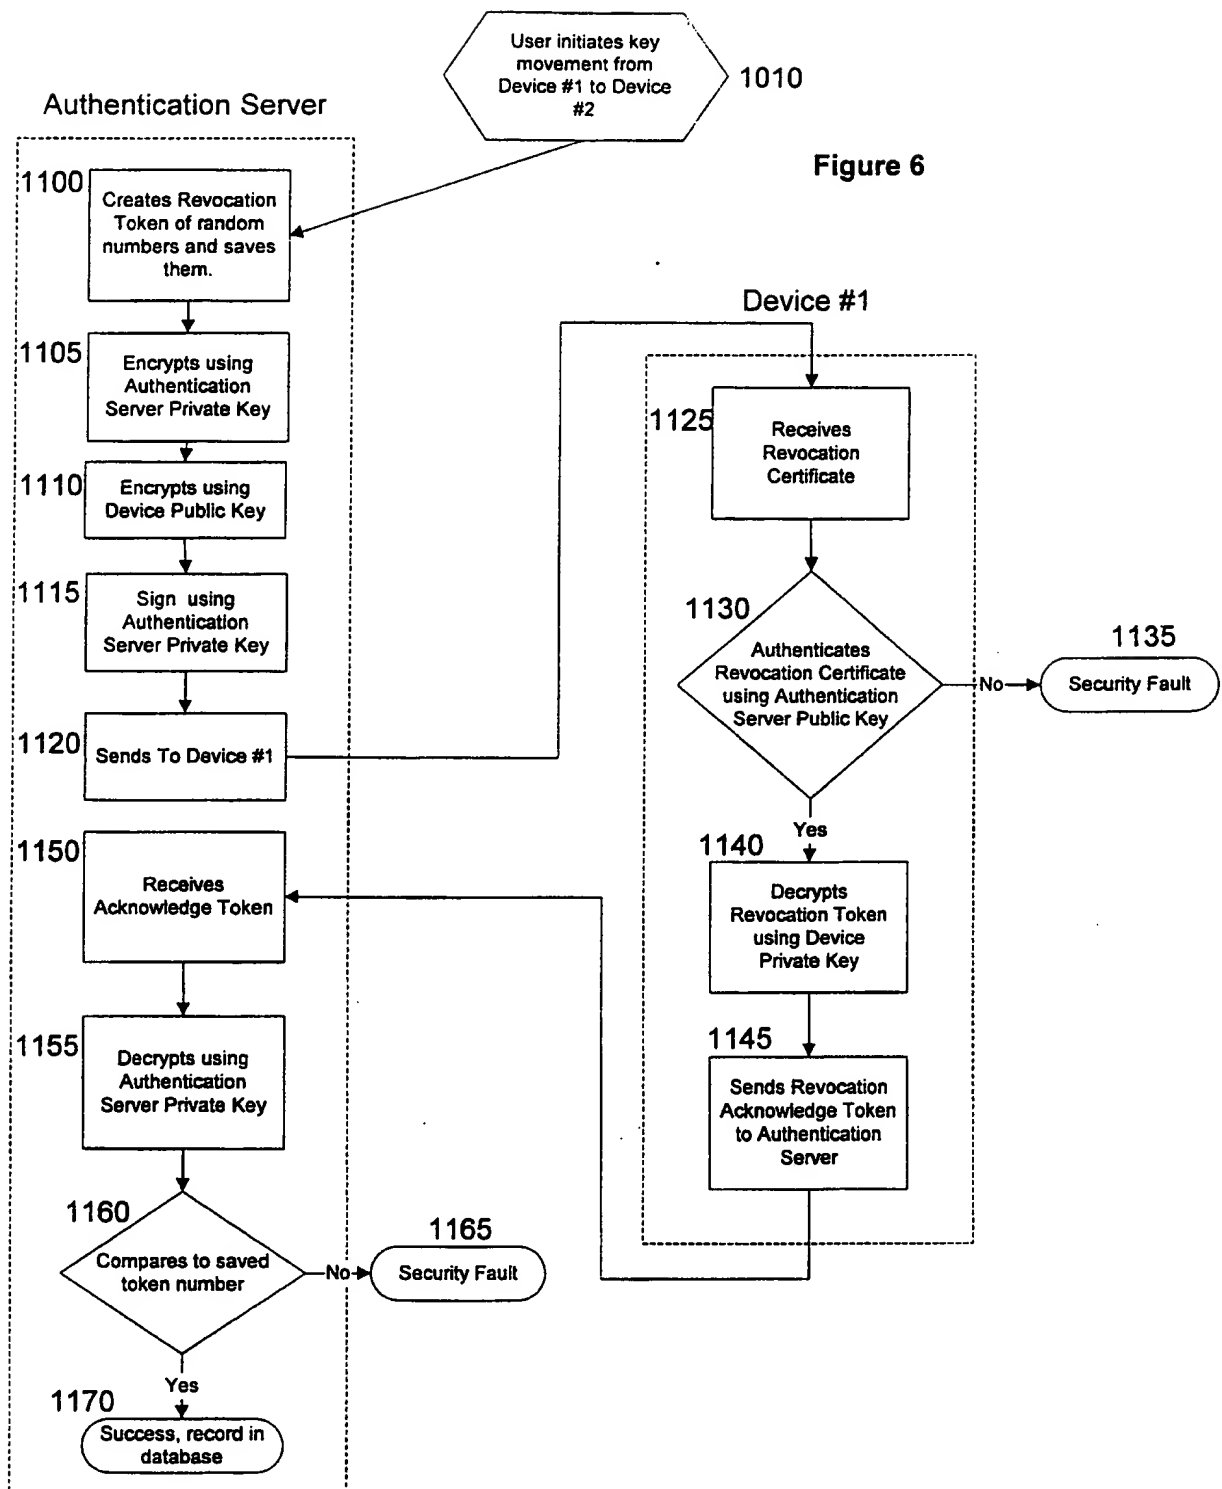 User initiates key
movement from
Device #1 to Device
#2
1010
Authentication Server
Figure 6
1100
Creates Revocation
Token of random
numbers and saves
them.
1105
Encrypts using
Authentication
Server Private Key
1110
Encrypts using
Device Public Key
1115
Sign using
Authentication
Server Private Key
1120
Sends To Device #1
Device #1
1125
Receives
Revocation
Certificate
1130
Authenticates
Revocation Certificate
using Authentication
Server Public Key
No
1135
Security Fault
Yes
1140
Decrypts
Revocation Token
using Device
Private Key
1145
Sends Revocation
Acknowledge Token
to Authentication
Server
1150
Receives
Acknowledge Token
1155
Decrypts using
Authentication
Server Private Key
1160
Compares to saved
token number
No
1165
Security Fault
Yes
1170
Success, record in
database